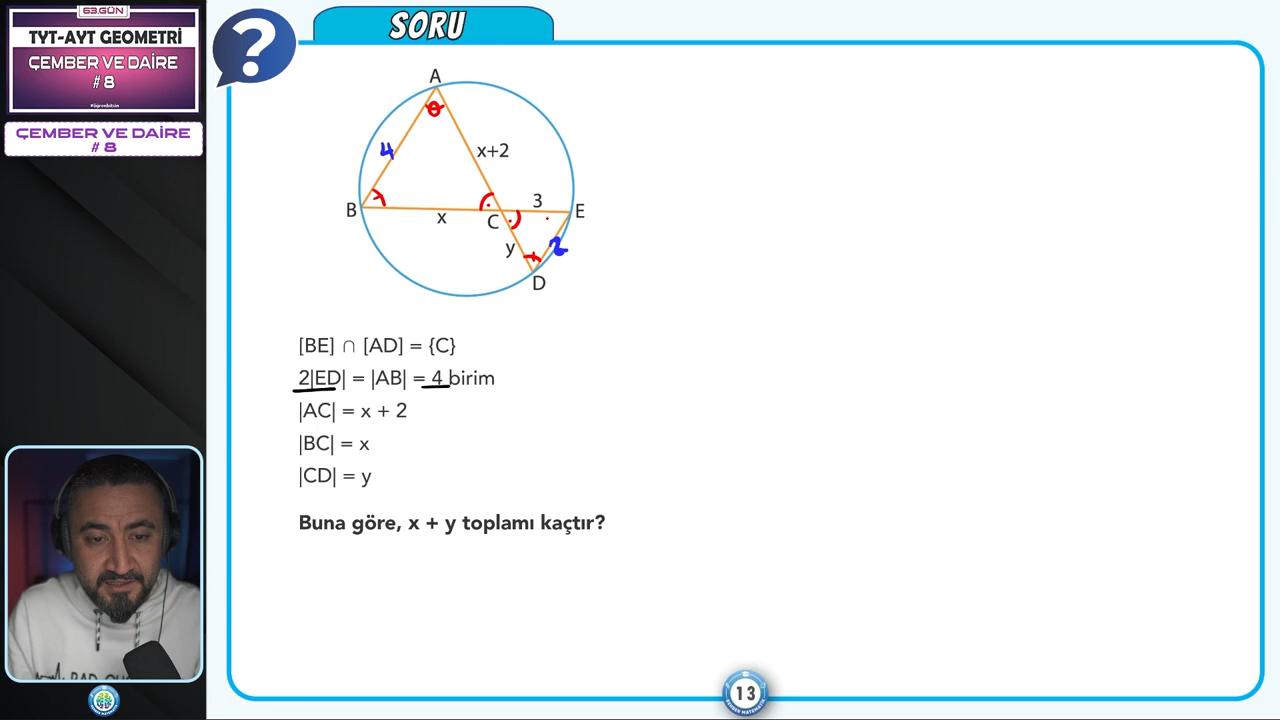 63.GÜN
TYT-AYT GEOMETRİ
ÇEMBER VE DAİRE
# 8
#ögrenbitsin
ÇEMBER VE DAİRE
# 8
?
SORU
A
4
x+2
3
B
x
C
E
y
2
D
[BE] ∩ [AD] = {C}
2|ED| = |AB| = 4 birim
|AC| = x + 2
|BC| = x
|CD| = y
Buna göre, x + y toplamı kaçtır?
13